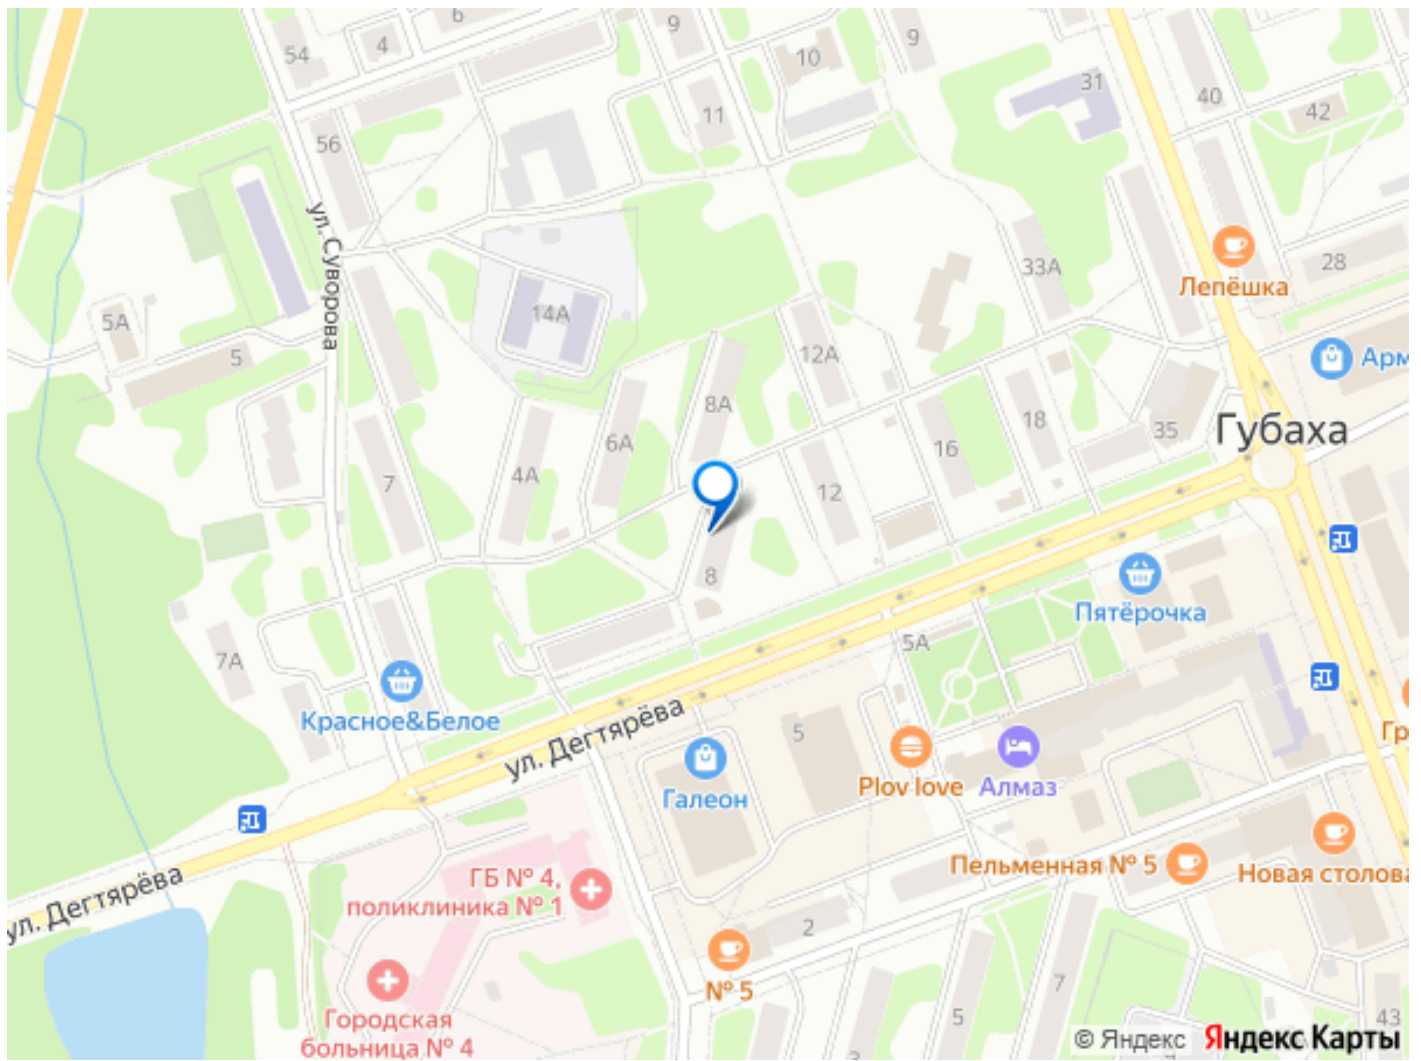 6
9
9
54
4
10
31
40
42
11
56
ул. Суворова
28
33А
Лепёшка
14А
5А
12А
5
Арм
8А
Губаха
6А
18
35
16
4А
7
12
8
Пятёрочка
5А
7А
Красное&Белое
ул. Дегтярёва
5
Гр
Галеон
Plov love
Алмаз
Пельменная № 5
Новая столова
ГБ № 4,
поликлиника № 1
ул. Дегтярёва
2
№ 5
7
5
43
Городская
больница № 4
3
© Яндекс Яндекс Карты